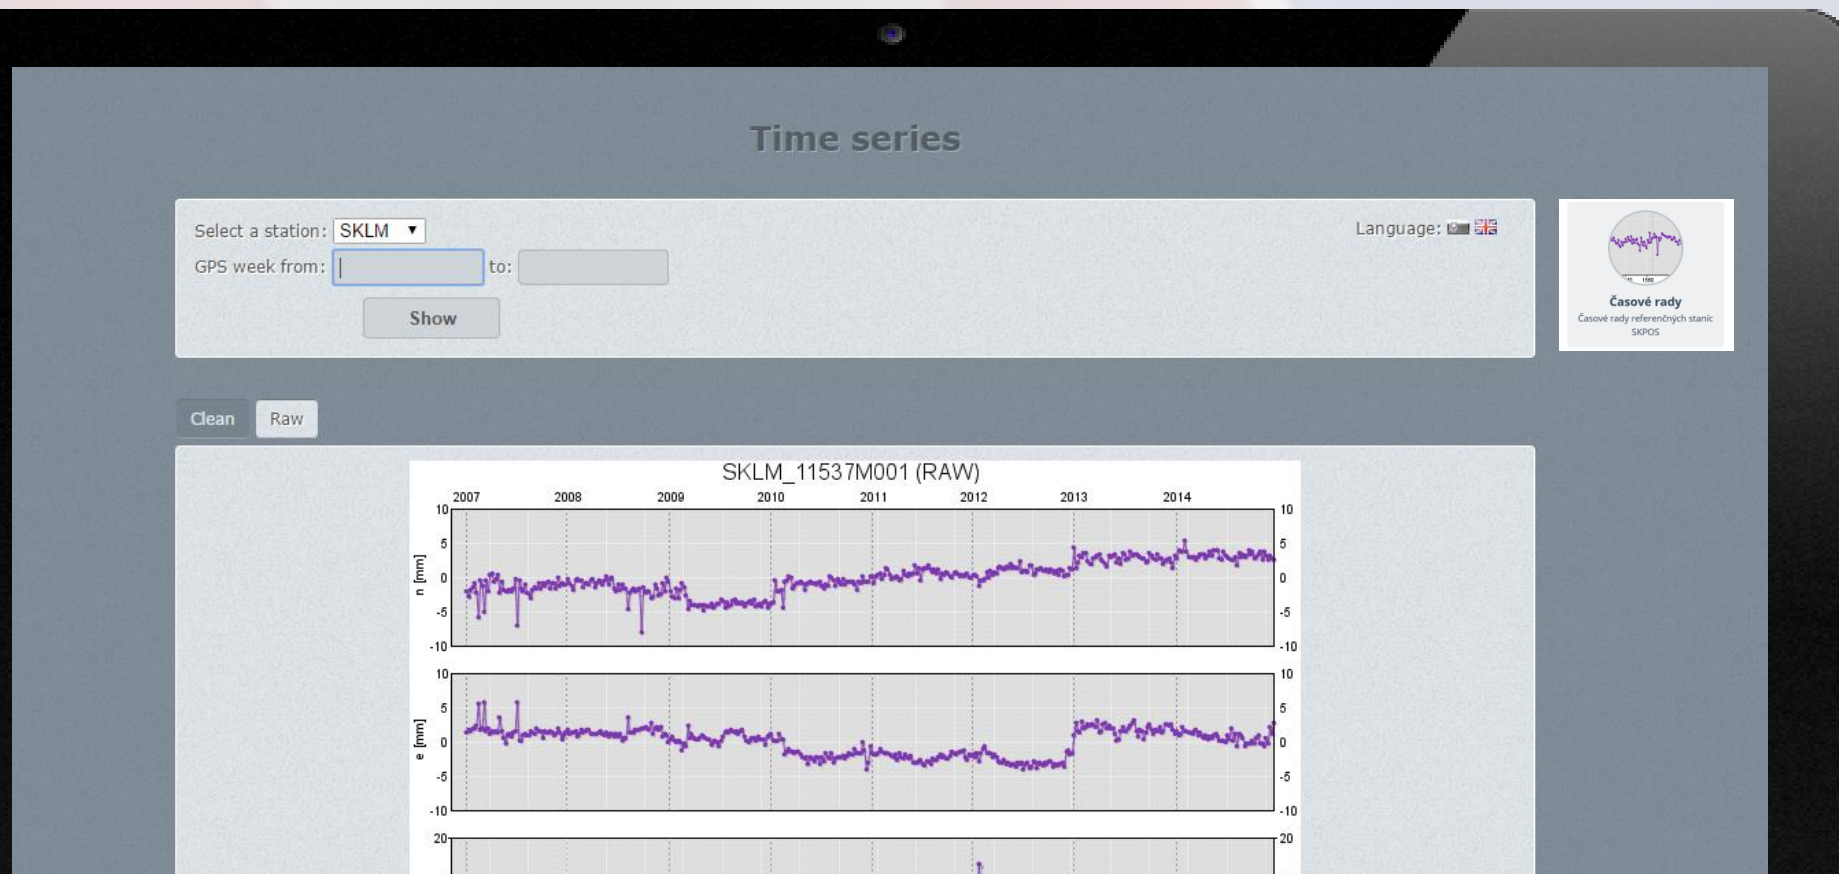 Time series
Select a station: SKLM
Language:
GPS week from: to:
Show
Časové rady
Časové rady referenčných staníc
SKPOS
Clean Raw
SKLM_11537M001 (RAW)
2007 2008 2009 2010 2011 2012 2013 2014
10 10
5 5
n [mm]
0 0
-5 -5
-10 -10
10 10
5 5
e [mm]
0 0
-5 -5
-10 -10
20 20